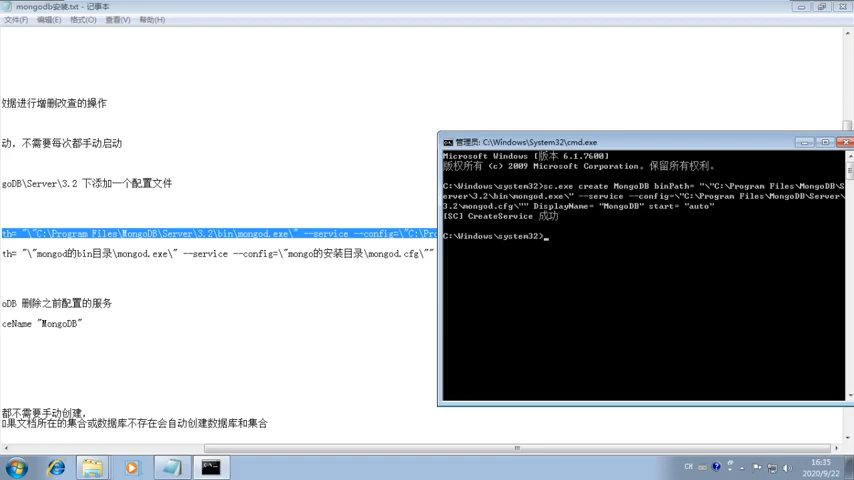 mongodb安装.txt - 记事本
文件(F) 编辑(E) 格式(O) 查看(V) 帮助(H)
数据进行增删改查的操作
动，不需要每次都手动启动
goDB\Server\3.2 下添加一个配置文件
th= "\"C:\Program Files\MongoDB\Server\3.2\bin\mongod.exe\" --service --config=\"C:\Pro
th= "\"mongod的bin目录\mongod.exe\" --service --config=\"mongo的安装目录\mongod.cfg\""
oDB 删除之前配置的服务
ceName "MongoDB"
都不需要手动创建，
如果文档所在的集合或数据库不存在会自动创建数据库和集合
管理员: C:\Windows\System32\cmd.exe
Microsoft Windows [版本 6.1.7600]
版权所有 (c) 2009 Microsoft Corporation。保留所有权利。
C:\Windows\system32>sc.exe create MongoDB binPath= "\"C:\Program Files\MongoDB\S
erver\3.2\bin\mongod.exe\" --service --config=\"C:\Program Files\MongoDB\Server\
3.2\mongod.cfg\"" DisplayName= "MongoDB" start= "auto"
[SC] CreateService 成功
C:\Windows\system32>
CH
16:35
2020/9/22